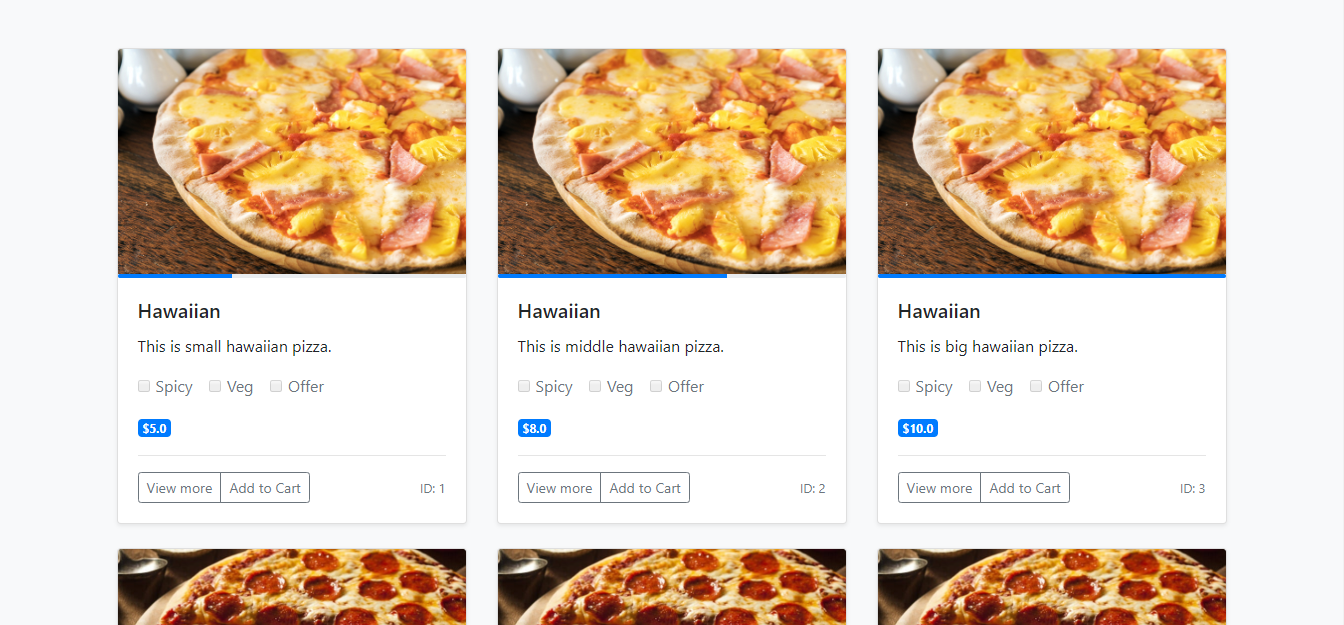 Hawaiian
This is small hawaiian pizza.
Spicy Veg Offer
$5.0
View more Add to Cart ID: 1
Hawaiian
This is middle hawaiian pizza.
Spicy Veg Offer
$8.0
View more Add to Cart ID: 2
Hawaiian
This is big hawaiian pizza.
Spicy Veg Offer
$10.0
View more Add to Cart ID: 3